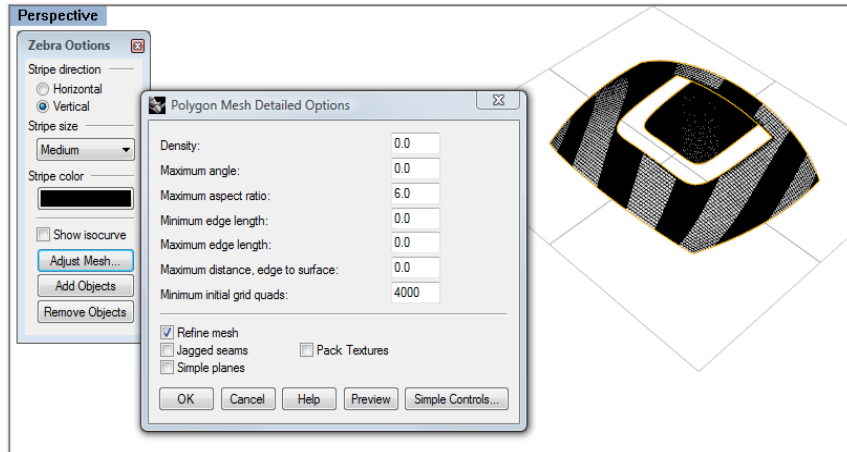 Perspective
Zebra Options
Stripe direction
Horizontal
Vertical
Stripe size
Medium
Stripe color
Show isocurve
Adjust Mesh...
Add Objects
Remove Objects
Polygon Mesh Detailed Options
Density: 0.0
Maximum angle: 0.0
Maximum aspect ratio: 6.0
Minimum edge length: 0.0
Maximum edge length: 0.0
Maximum distance, edge to surface: 0.0
Minimum initial grid quads: 4000
Refine mesh
Jagged seams Pack Textures
Simple planes
OK Cancel Help Preview Simple Controls...